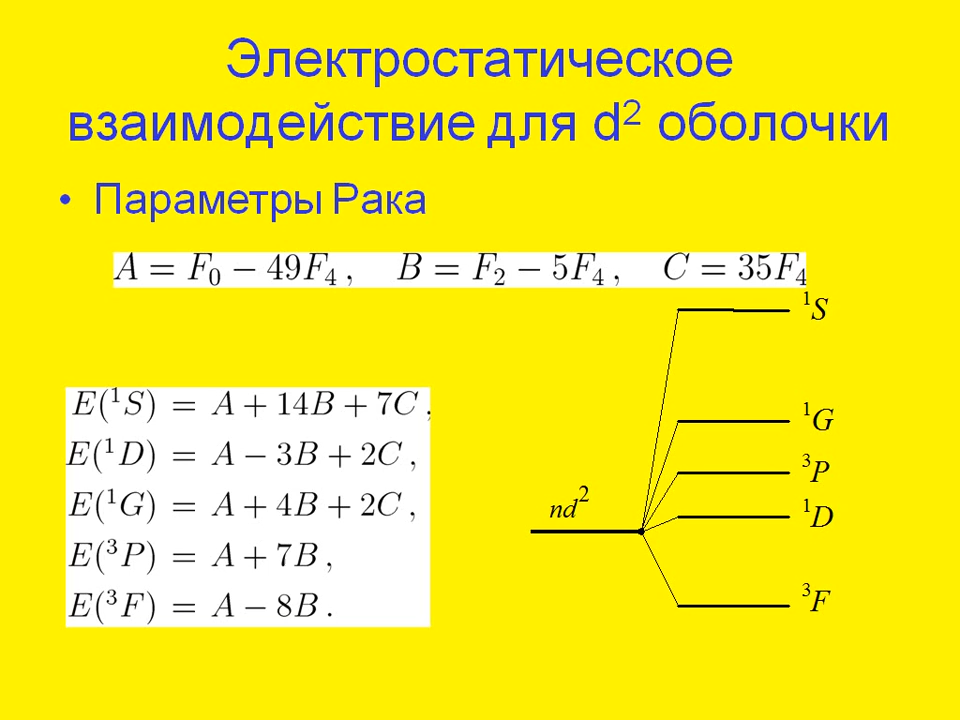 Электростатическое
взаимодействие для d² оболочки
• Параметры Рака
A = F₀ − 49F₄ , B = F₂ − 5F₄ , C = 35F₄
E(¹S) = A + 14B + 7C ,
E(¹D) = A − 3B + 2C ,
E(¹G) = A + 4B + 2C ,
E(³P) = A + 7B ,
E(³F) = A − 8B .
nd²
¹S
¹G
³P
¹D
³F